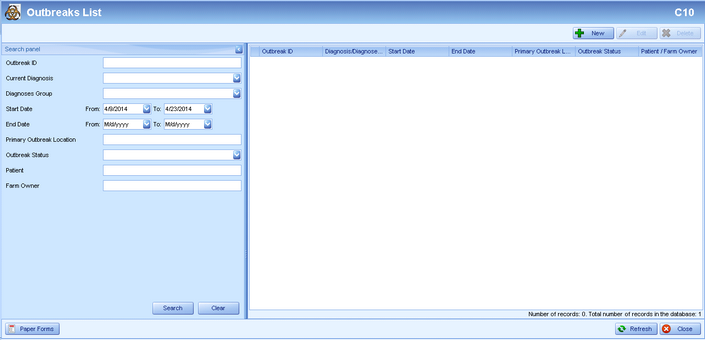 Outbreaks List C10
New Edit Delete
Search panel
Outbreak ID Diagnosis/Diagnose... Start Date End Date Primary Outbreak L... Outbreak Status Patient / Farm Owner
Outbreak ID
Current Diagnosis
Diagnoses Group
Start Date From: 4/9/2014 To: 4/23/2014
End Date From: M/d/yyyy To: M/d/yyyy
Primary Outbreak Location
Outbreak Status
Patient
Farm Owner
Search Clear
Number of records: 0. Total number of records in the database: 1
Paper Forms Refresh Close